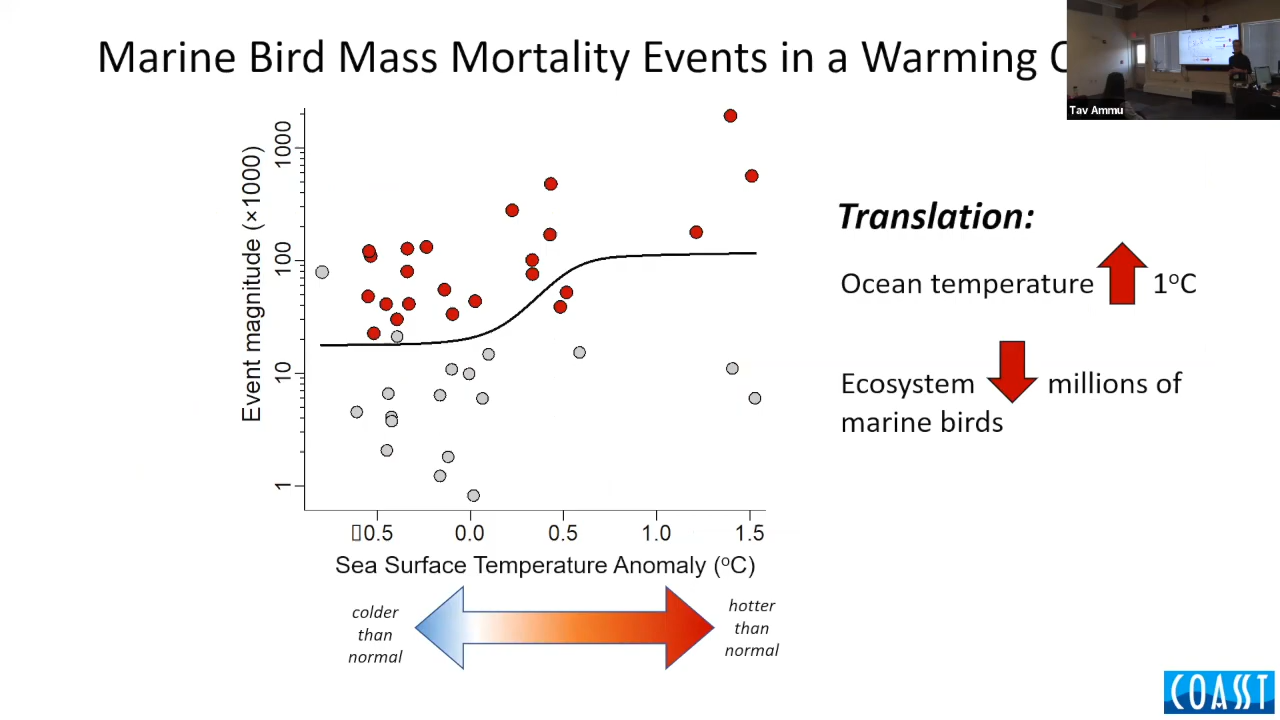 Marine Bird Mass Mortality Events in a Warming
Tav Ammu
Event magnitude (×1000)
1000
100
10
1
0.5
0.0
0.5
1.0
1.5
Sea Surface Temperature Anomaly (°C)
colder
than
normal
hotter
than
normal
Translation:
Ocean temperature 1°C
Ecosystem millions of
marine birds
COASST